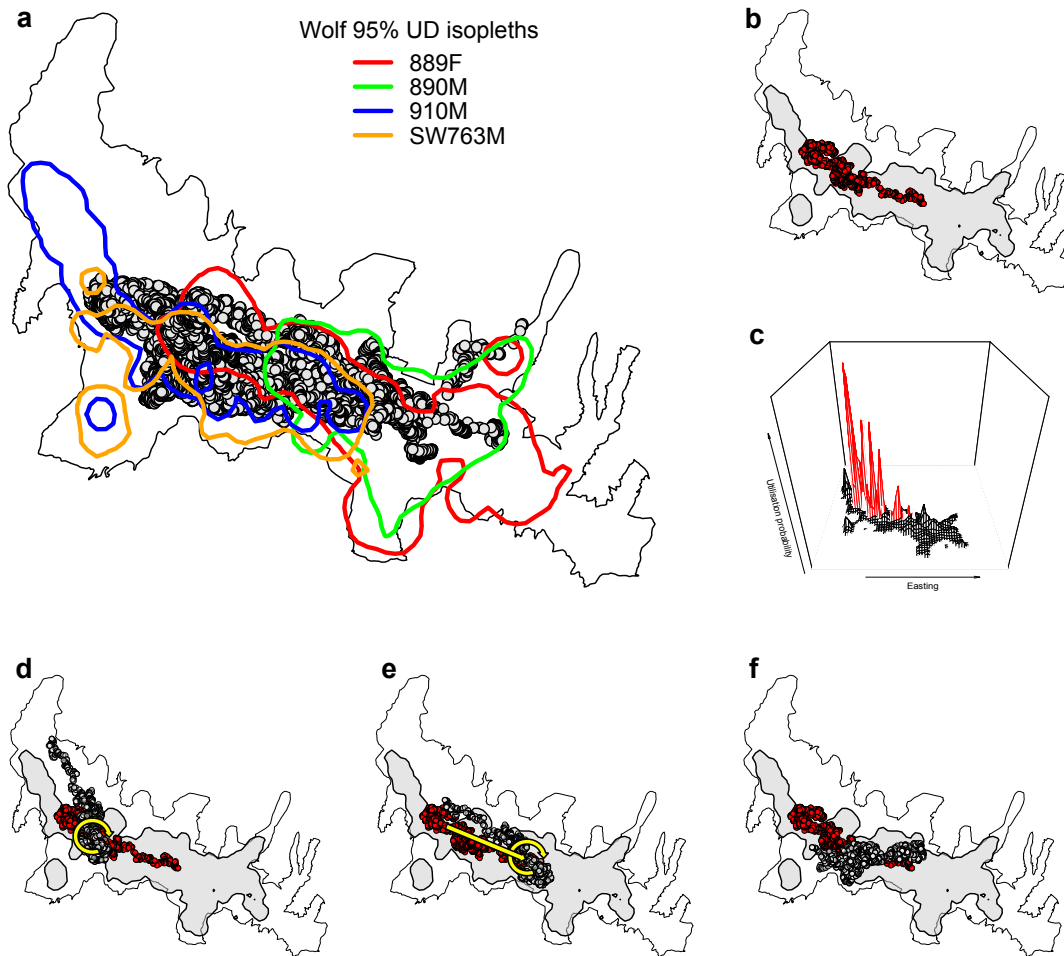 a
Wolf 95% UD isopleths
889F
890M
910M
SW763M
b
c
Utilisation probability
Easting
d
e
f